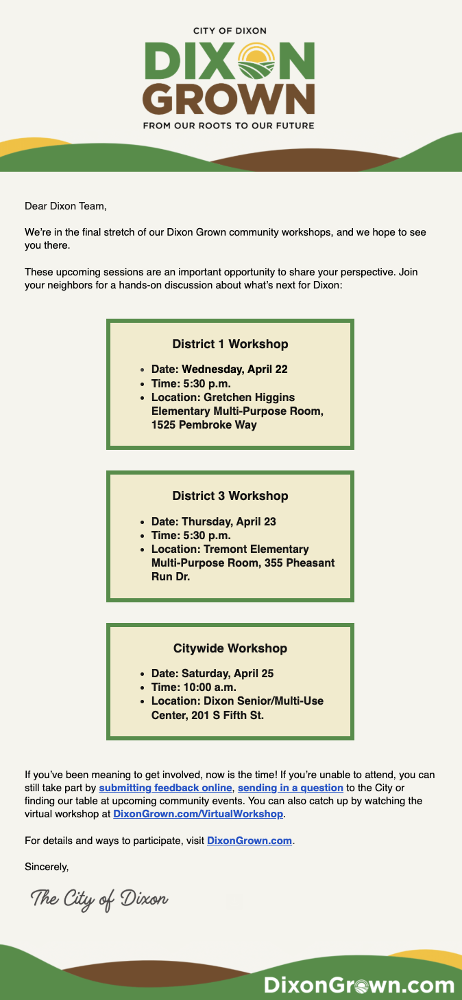 CITY OF DIXON
DIXON
GROWN
FROM OUR ROOTS TO OUR FUTURE
Dear Dixon Team,
We’re in the final stretch of our Dixon Grown community workshops, and we hope to see
you there.
These upcoming sessions are an important opportunity to share your perspective. Join
your neighbors for a hands-on discussion about what’s next for Dixon:
District 1 Workshop
• Date: Wednesday, April 22
• Time: 5:30 p.m.
• Location: Gretchen Higgins
Elementary Multi-Purpose Room,
1525 Pembroke Way
District 3 Workshop
• Date: Thursday, April 23
• Time: 5:30 p.m.
• Location: Tremont Elementary
Multi-Purpose Room, 355 Pheasant
Run Dr.
Citywide Workshop
• Date: Saturday, April 25
• Time: 10:00 a.m.
• Location: Dixon Senior/Multi-Use
Center, 201 S Fifth St.
If you’ve been meaning to get involved, now is the time! If you’re unable to attend, you can
still take part by submitting feedback online, sending in a question to the City or
finding our table at upcoming community events. You can also catch up by watching the
virtual workshop at DixonGrown.com/VirtualWorkshop.
For details and ways to participate, visit DixonGrown.com.
Sincerely,
The City of Dixon
DixonGrown.com